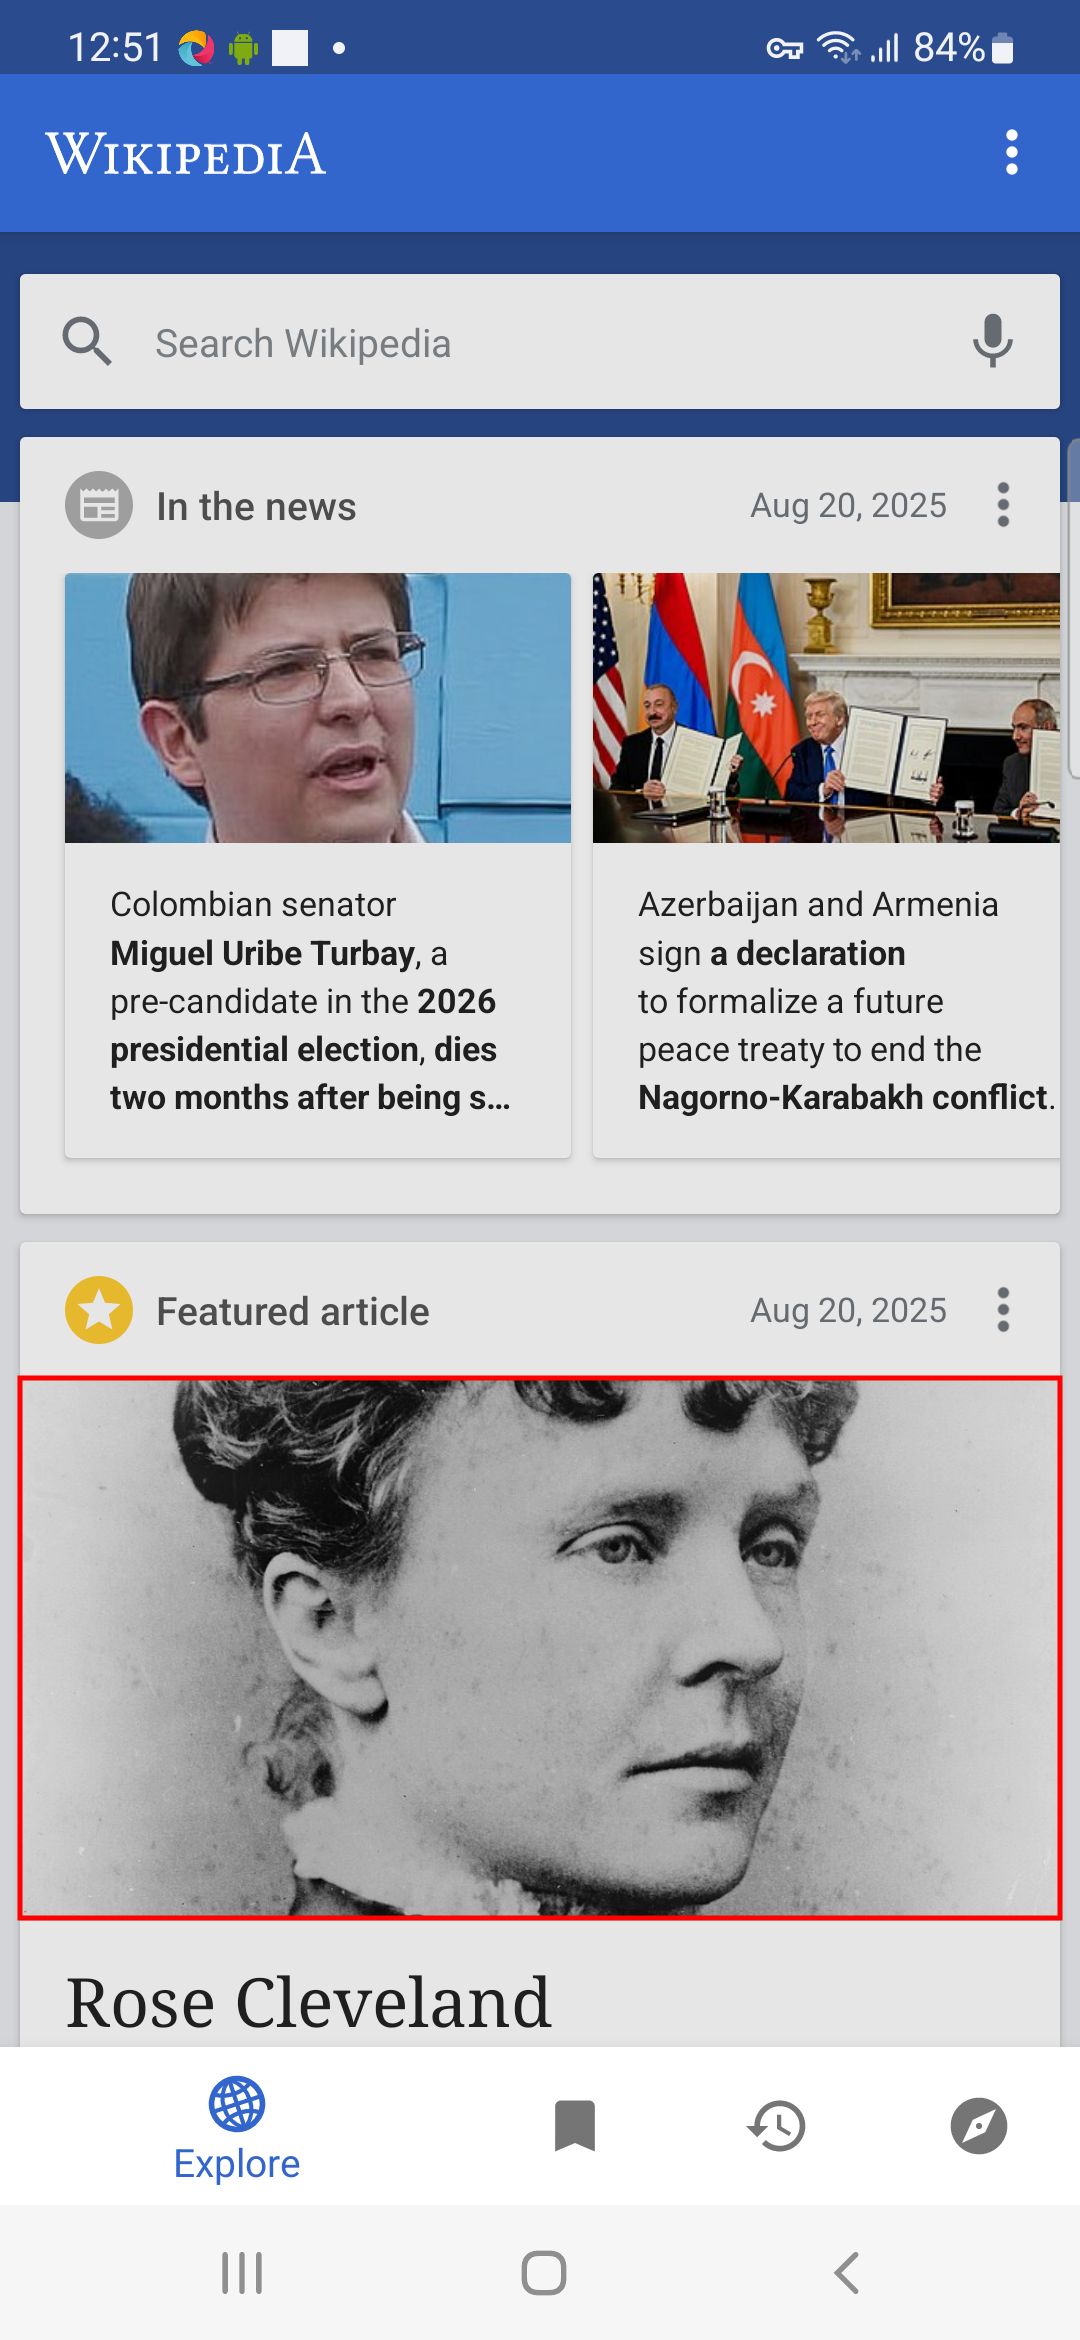 12:51
84%
WIKIPEDIA
Search Wikipedia
In the news
Aug 20, 2025
Colombian senator
Miguel Uribe Turbay, a
pre-candidate in the 2026
presidential election, dies
two months after being s…
Azerbaijan and Armenia
sign a declaration
to formalize a future
peace treaty to end the
Nagorno-Karabakh conflict.
Featured article
Aug 20, 2025
Rose Cleveland
Explore